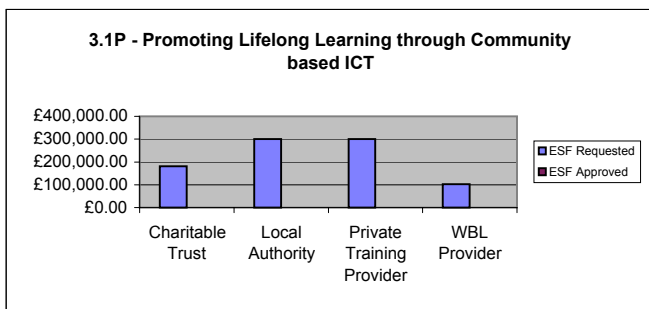 3.1P - Promoting Lifelong Learning through Community
based ICT
£400,000.00
£300,000.00
£200,000.00
£100,000.00
£0.00
Charitable
Trust
Local
Authority
Private
Training
Provider
WBL
Provider
ESF Requested
ESF Approved